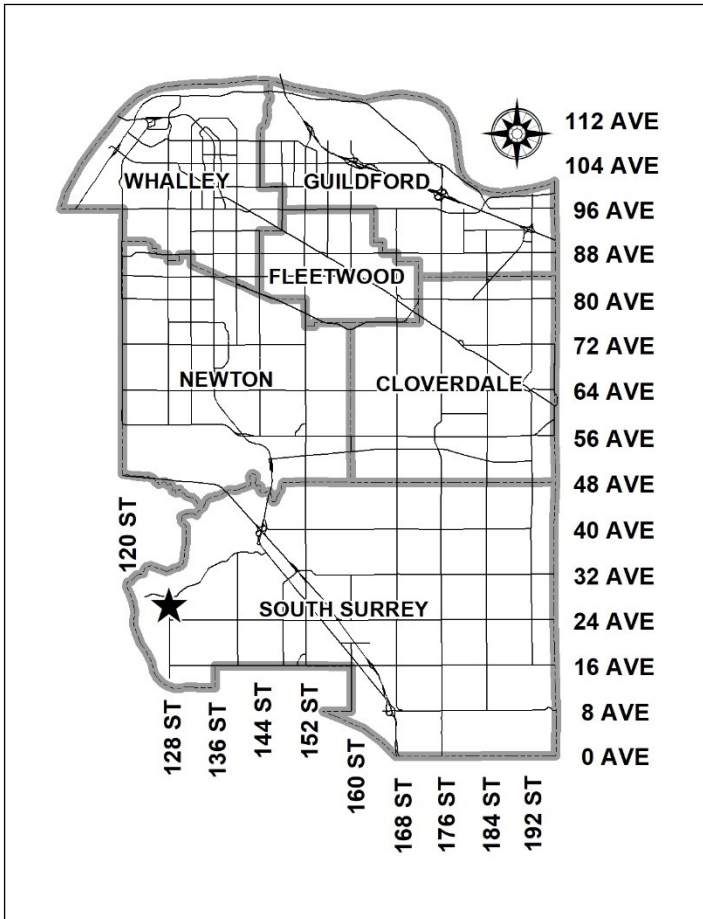 112 AVE
104 AVE
WHALLEY
GUILDFORD
96 AVE
88 AVE
FLEETWOOD
80 AVE
72 AVE
NEWTON
CLOVERDALE
64 AVE
56 AVE
48 AVE
120 ST
40 AVE
32 AVE
SOUTH SURREY
24 AVE
16 AVE
8 AVE
0 AVE
128 ST
136 ST
144 ST
152 ST
160 ST
168 ST
176 ST
184 ST
192 ST